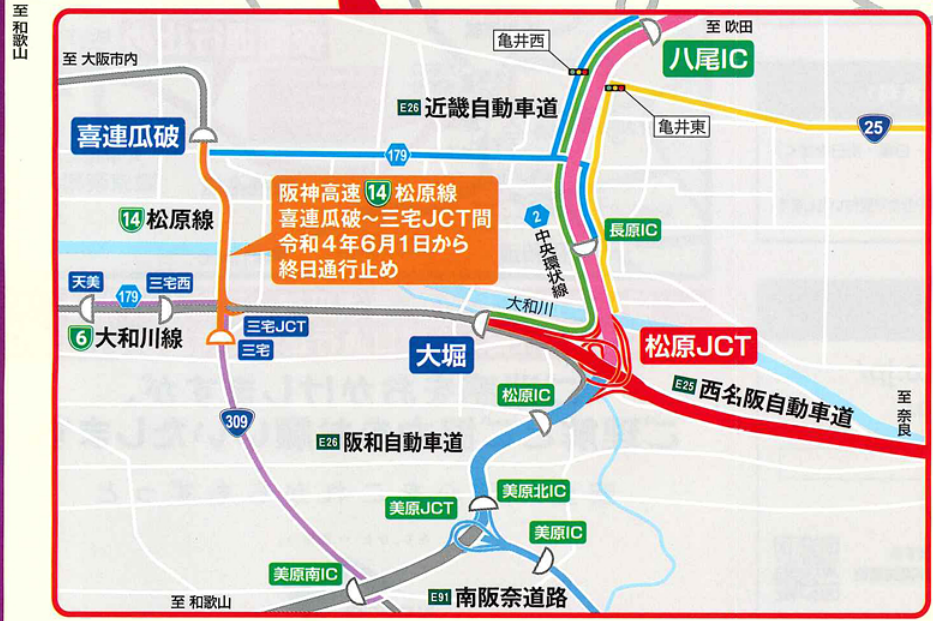 至 和歌山
至 大阪市内
至 吹田
亀井西
八尾IC
E26 近畿自動車道
亀井東
25
喜連瓜破
179
阪神高速 14 松原線
喜連瓜破～三宅JCT間
令和４年６月１日から
終日通行止め
14 松原線
2
中央環状線
長原IC
天美
179
三宅西
大和川
6 大和川線
三宅JCT
三宅
大堀
松原JCT
E25 西名阪自動車道
至 奈良
松原IC
309
E26 阪和自動車道
美原JCT
美原北IC
美原IC
美原南IC
至 和歌山
E91 南阪奈道路